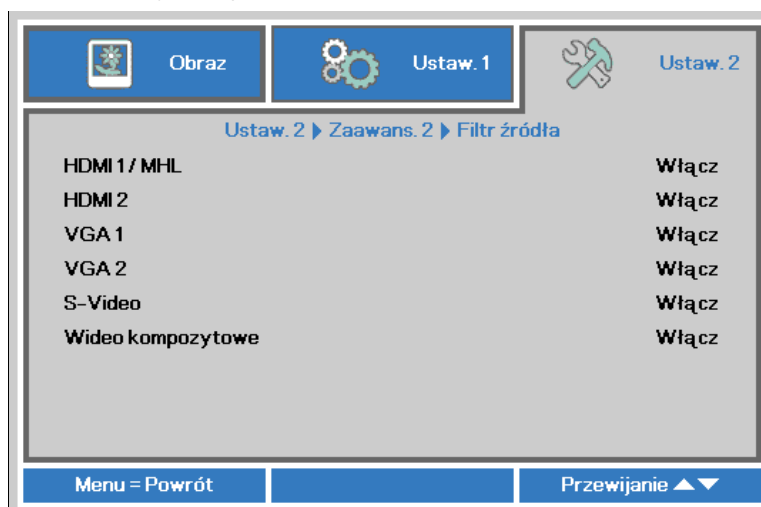 Obraz
Ustaw. 1
Ustaw. 2
Ustaw. 2 ▶ Zaawans. 2 ▶ Filtr źródła
HDMI 1 / MHL Włącz
HDMI 2 Włącz
VGA 1 Włącz
VGA 2 Włącz
S-Video Włącz
Wideo kompozytowe Włącz
Menu = Powrót
Przewijanie ▲▼